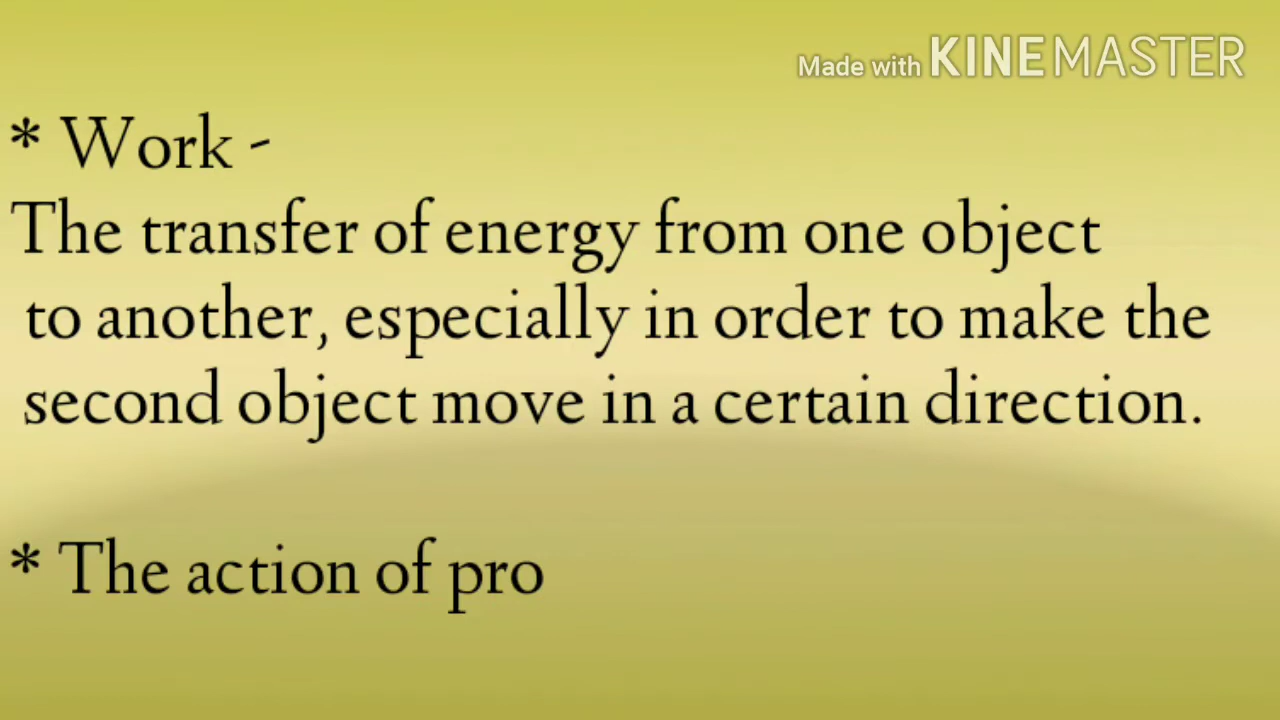 Made with KINEMASTER
* Work -
The transfer of energy from one object
to another, especially in order to make the
second object move in a certain direction.
* The action of pro